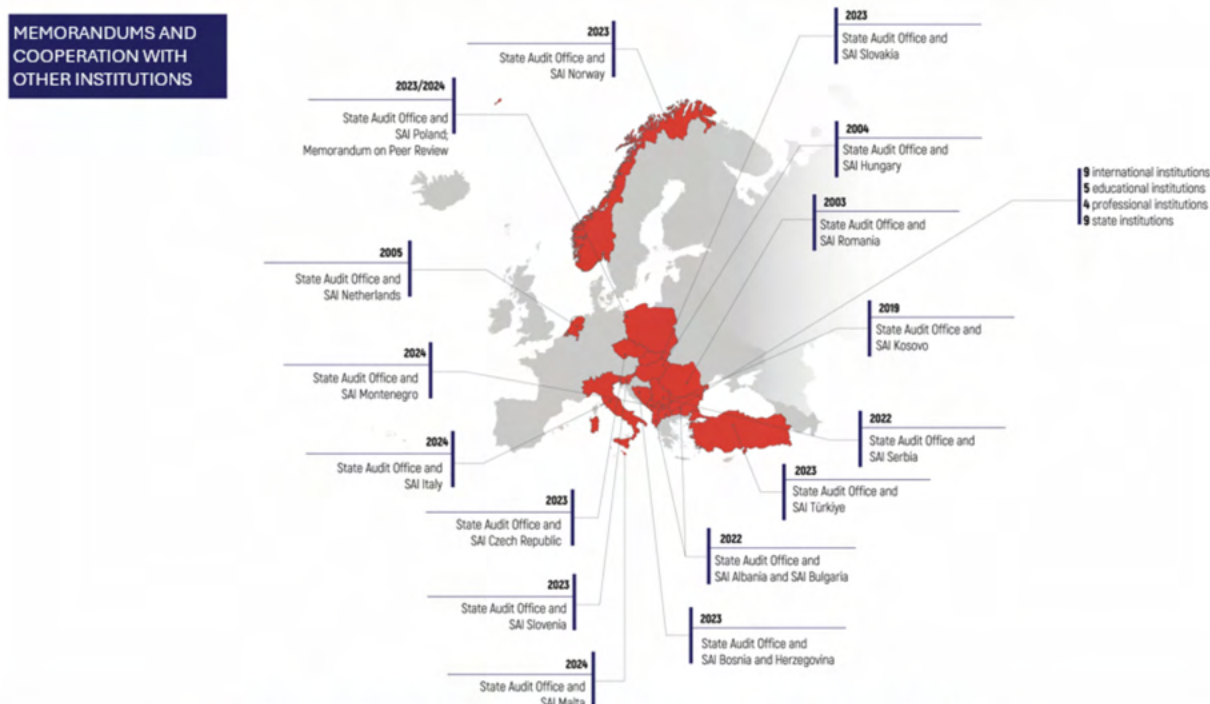 MEMORANDUMS AND
COOPERATION WITH
OTHER INSTITUTIONS
2023
State Audit Office and
SAI Norway
2023/2024
State Audit Office and
SAI Poland;
Memorandum on Peer Review
2005
State Audit Office and
SAI Netherlands
2024
State Audit Office and
SAI Montenegro
2024
State Audit Office and
SAI Italy
2023
State Audit Office and
SAI Czech Republic
2023
State Audit Office and
SAI Slovenia
2024
State Audit Office and
SAI Malta
2023
State Audit Office and
SAI Slovakia
2004
State Audit Office and
SAI Hungary
2003
State Audit Office and
SAI Romania
9 international institutions
5 educational institutions
4 professional institutions
9 state institutions
2019
State Audit Office and
SAI Kosovo
2022
State Audit Office and
SAI Serbia
2023
State Audit Office and
SAI Türkiye
2022
State Audit Office and
SAI Albania and SAI Bulgaria
2023
State Audit Office and
SAI Bosnia and Herzegovina